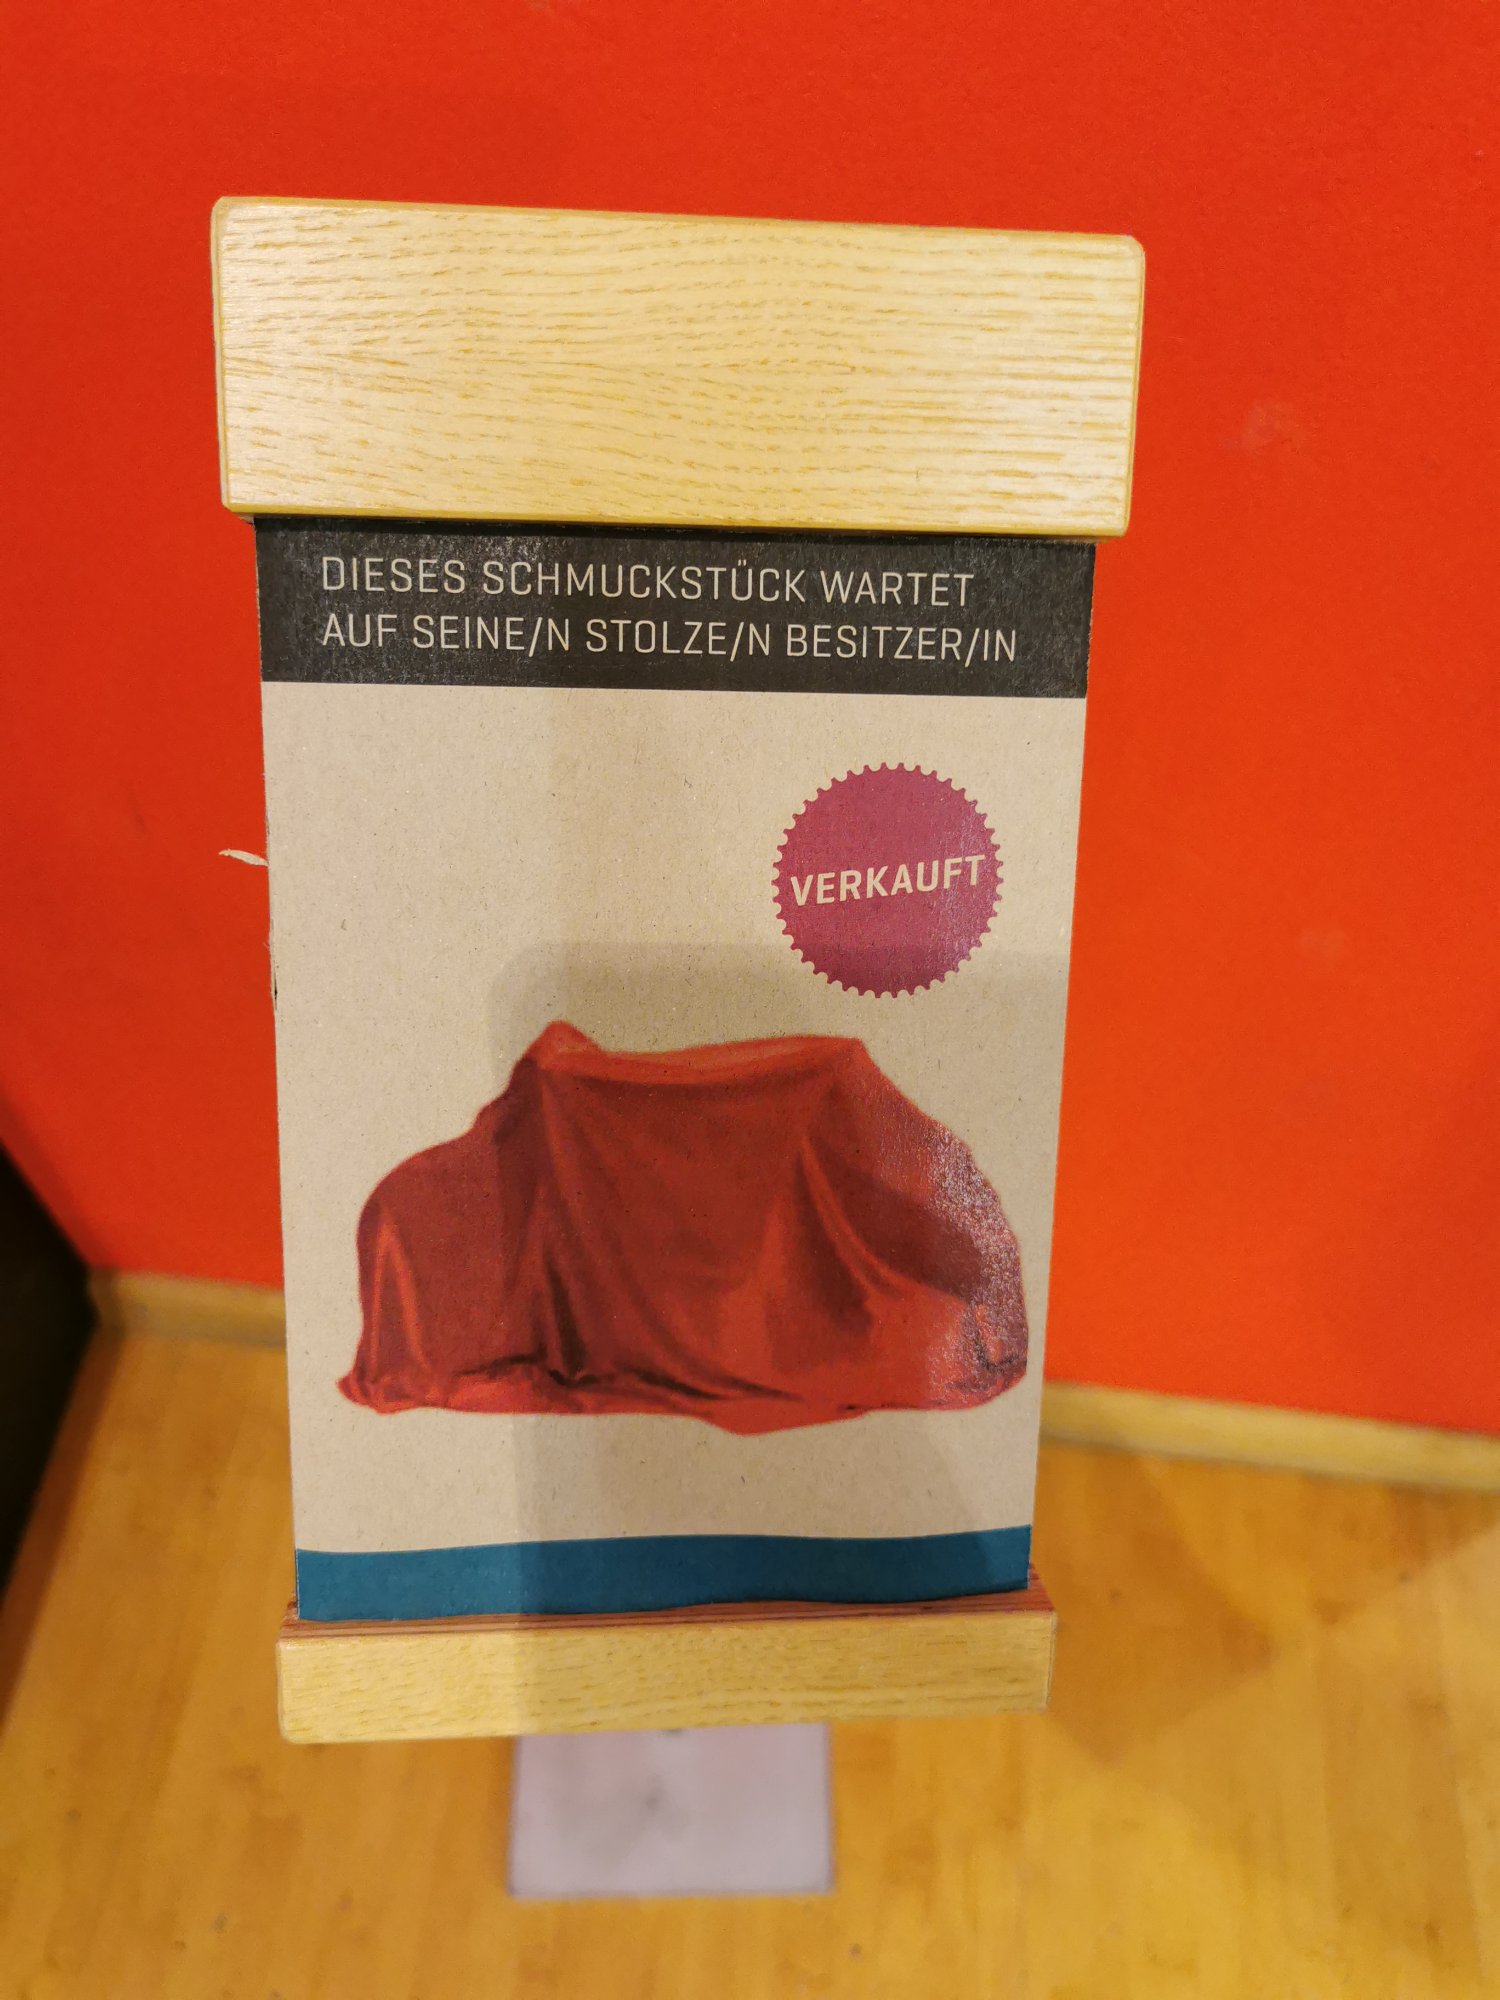 DIESES SCHMUCKSTÜCK WARTET
AUF SEINE/N STOLZE/N BESITZER/IN
VERKAUFT